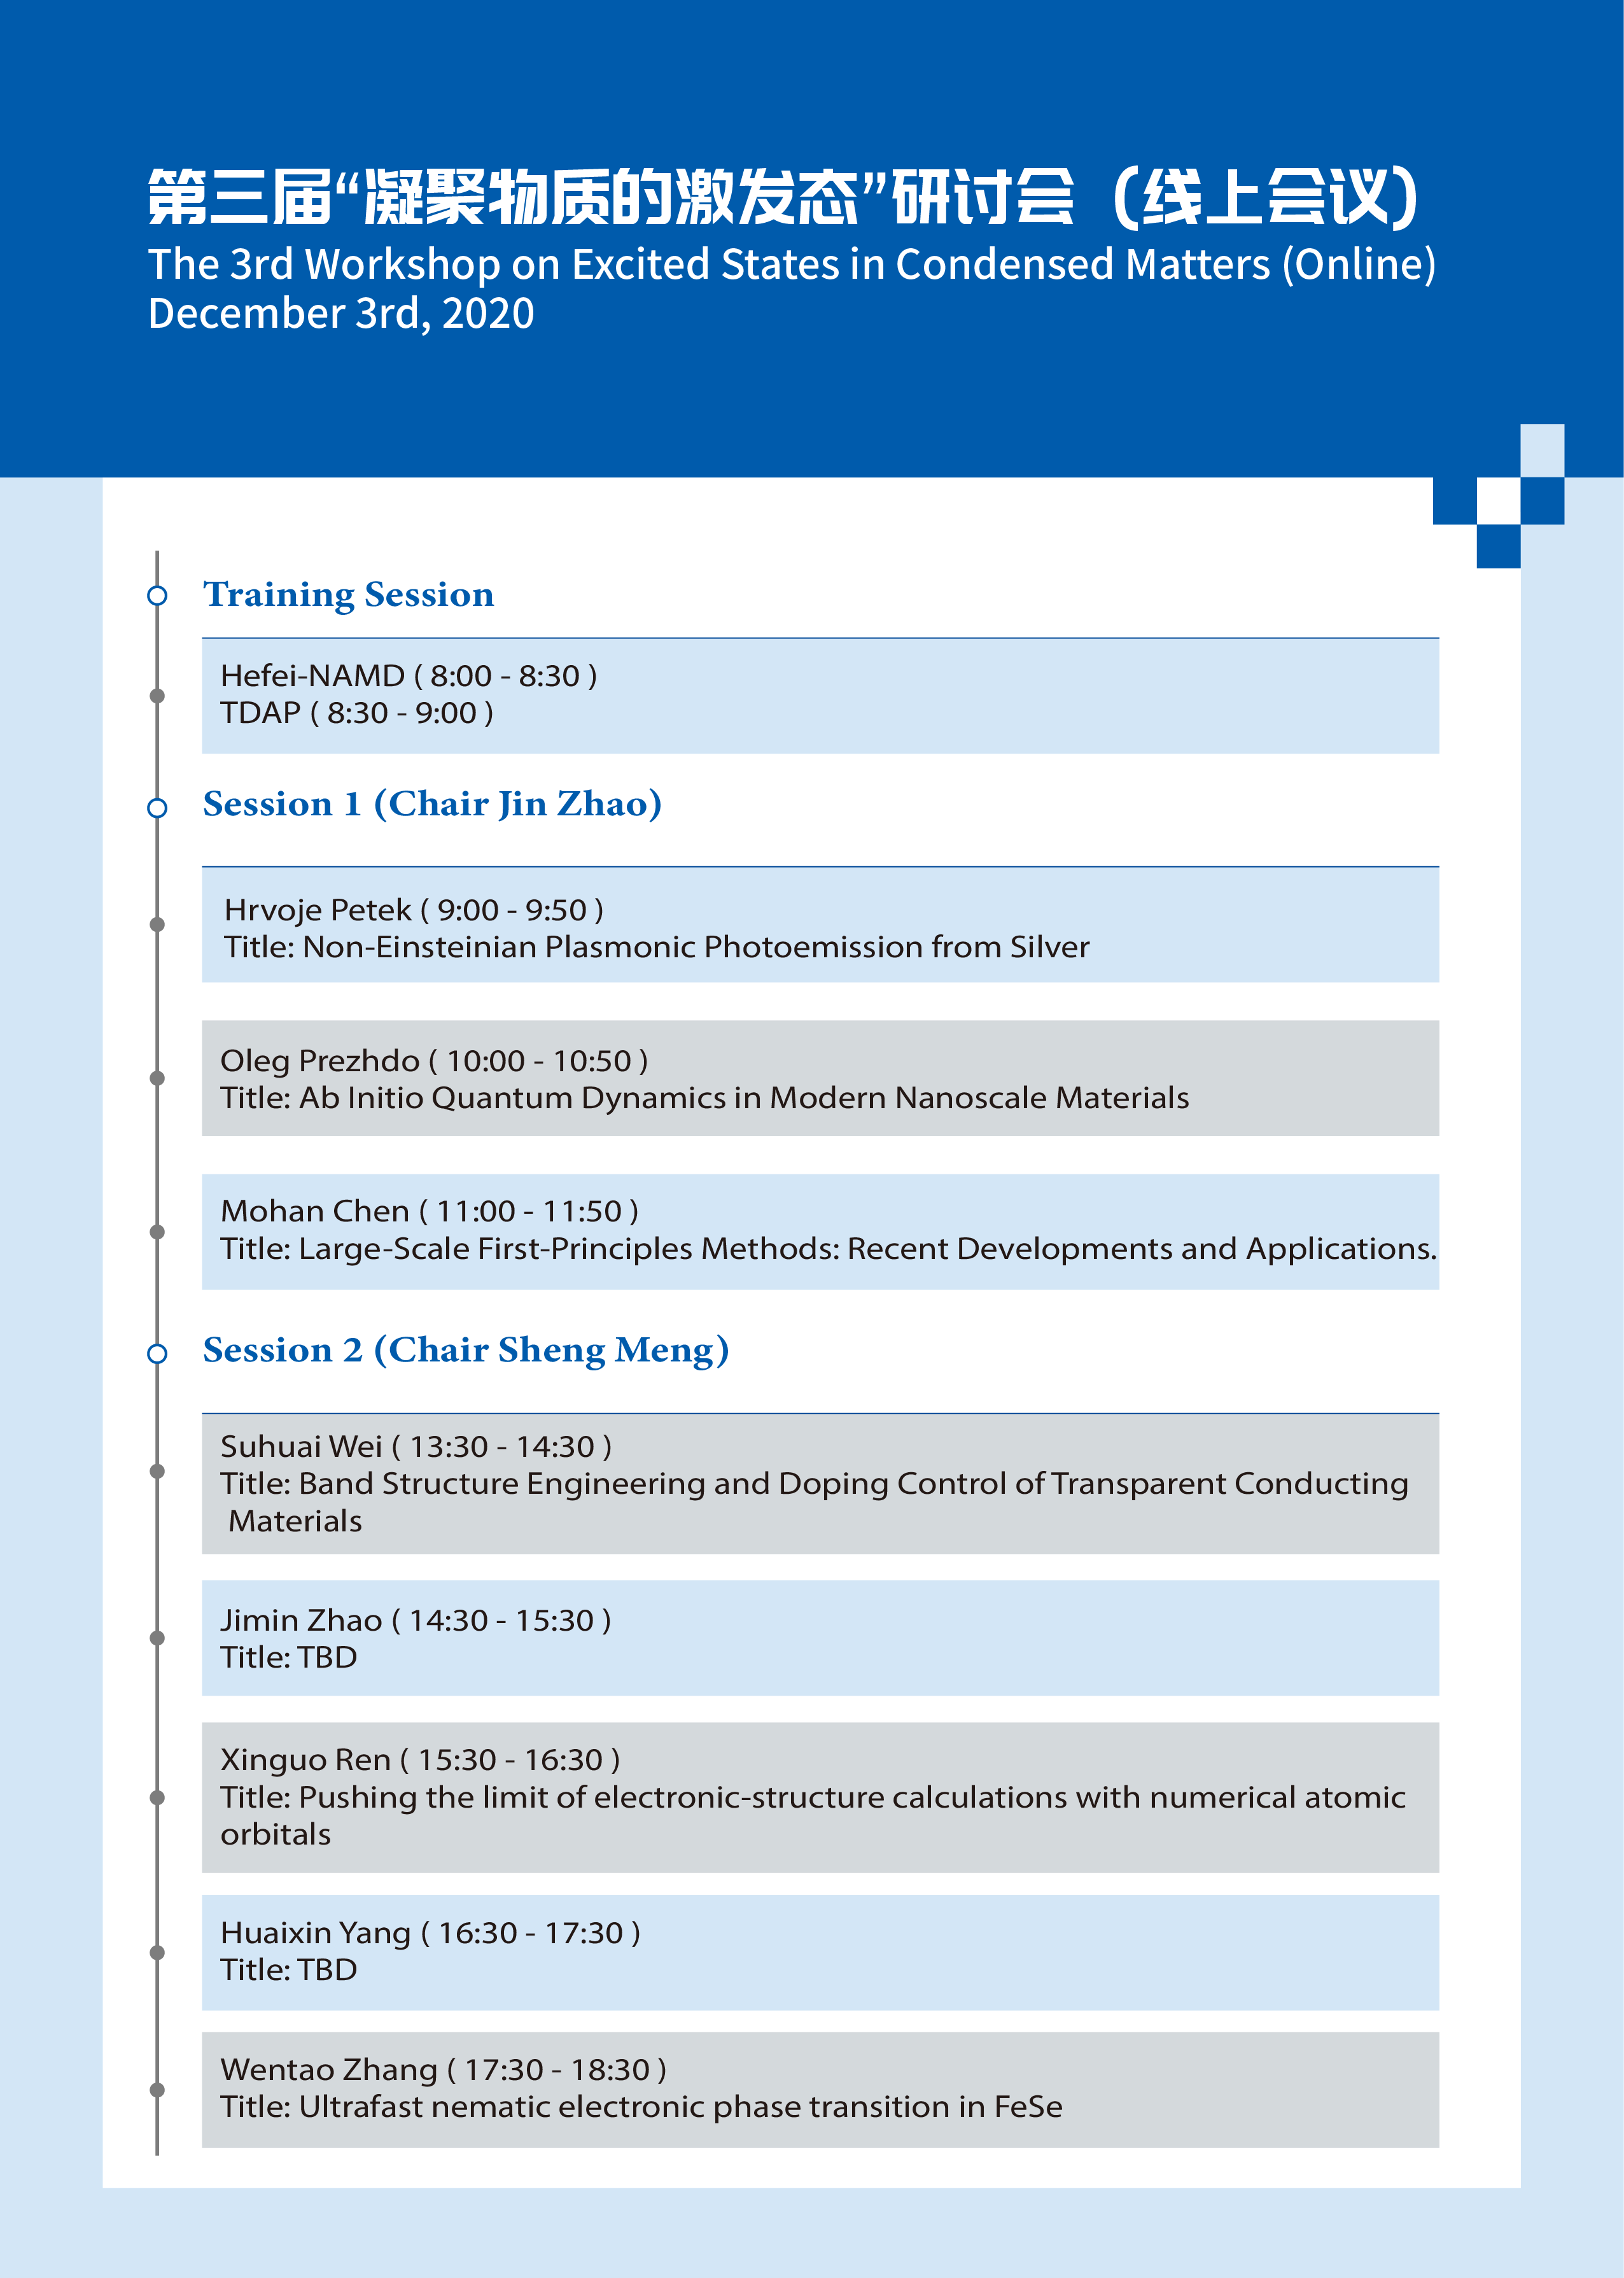 第三届“凝聚物质的激发态”研讨会（线上会议）
The 3rd Workshop on Excited States in Condensed Matters (Online)
December 3rd, 2020
Training Session
Hefei-NAMD ( 8:00 - 8:30 )
TDAP ( 8:30 - 9:00 )
Session 1 (Chair Jin Zhao)
Hrvoje Petek ( 9:00 - 9:50 )
Title: Non-Einsteinian Plasmonic Photoemission from Silver
Oleg Prezhdo ( 10:00 - 10:50 )
Title: Ab Initio Quantum Dynamics in Modern Nanoscale Materials
Mohan Chen ( 11:00 - 11:50 )
Title: Large-Scale First-Principles Methods: Recent Developments and Applications.
Session 2 (Chair Sheng Meng)
Suhuai Wei ( 13:30 - 14:30 )
Title: Band Structure Engineering and Doping Control of Transparent Conducting
Materials
Jimin Zhao ( 14:30 - 15:30 )
Title: TBD
Xinguo Ren ( 15:30 - 16:30 )
Title: Pushing the limit of electronic-structure calculations with numerical atomic
orbitals
Huaixin Yang ( 16:30 - 17:30 )
Title: TBD
Wentao Zhang ( 17:30 - 18:30 )
Title: Ultrafast nematic electronic phase transition in FeSe